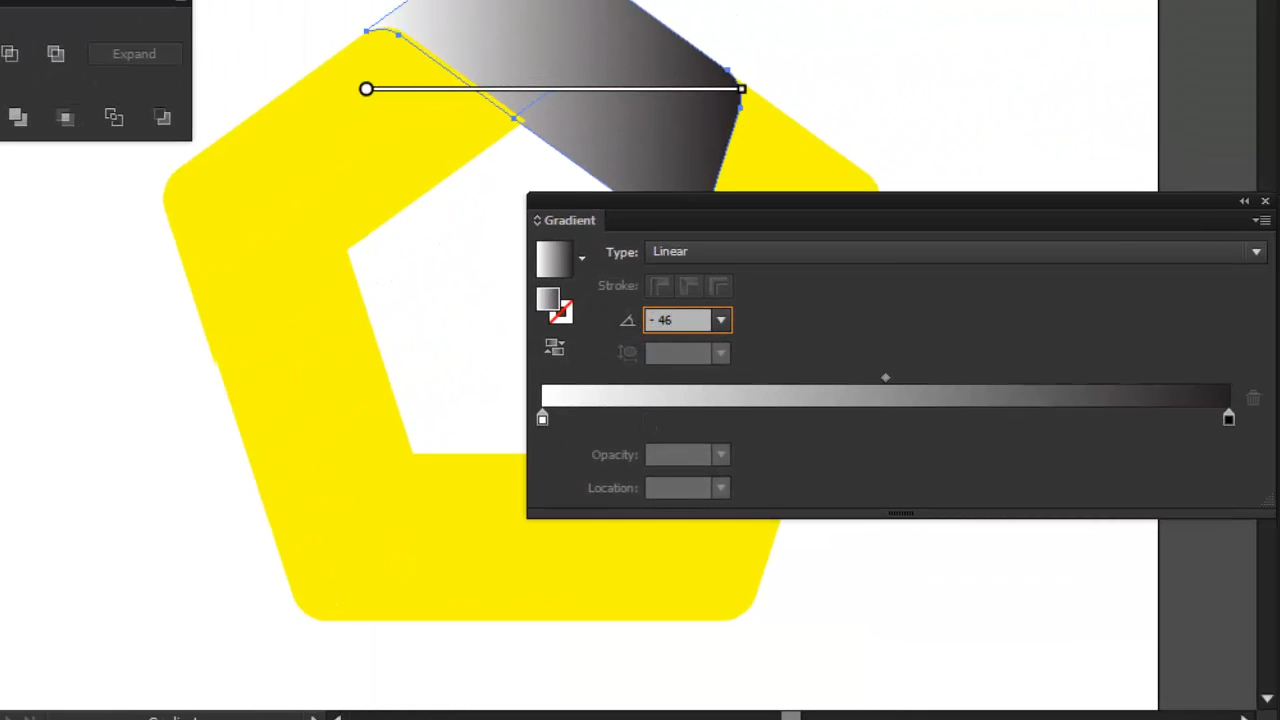 Expand
Gradient
Type: Linear
Stroke:
- 46
Opacity:
Location: